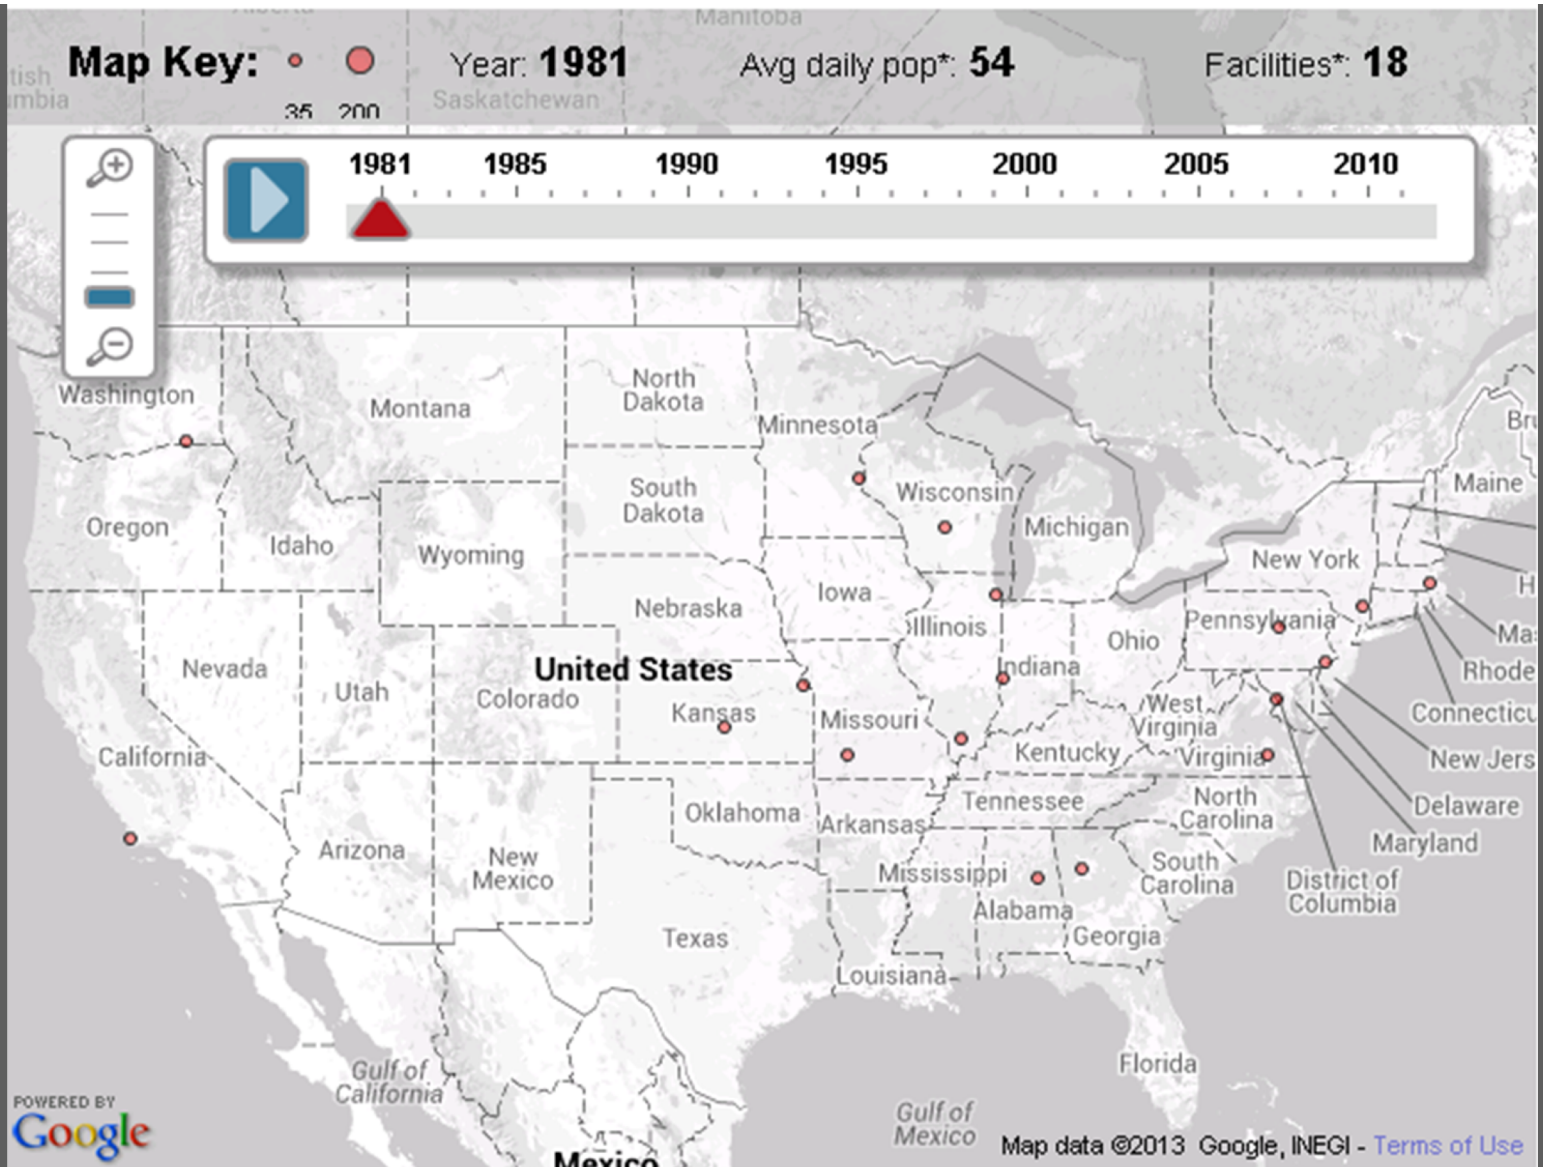 Alberta
Manitoba
Map Key:
Year: 1981
Avg daily pop*: 54
Facilities*: 18
tish
umbia
35
200
Saskatchewan
1981
1985
1990
1995
2000
2005
2010
Washington
Montana
North
Dakota
Minnesota
Bru
Maine
South
Dakota
Wisconsin
Michigan
Oregon
Idaho
Wyoming
New York
H
Iowa
Nebraska
Illinois
Pennsylvania
Ohio
Mas
Indiana
Rhode
United States
Nevada
Utah
Colorado
Kansas
Missouri
West
Virginia
Connecticu
California
Kentucky
Virginia
New Jers
Oklahoma
Tennessee
North
Carolina
Delaware
Arkansas
Maryland
Arizona
New
Mexico
Mississippi
South
Carolina
District of
Columbia
Alabama
Georgia
Texas
Louisiana
Florida
Gulf of
California
POWERED BY
Google
Gulf of
Mexico
Map data ©2013 Google, INEGI - Terms of Use
Mexico